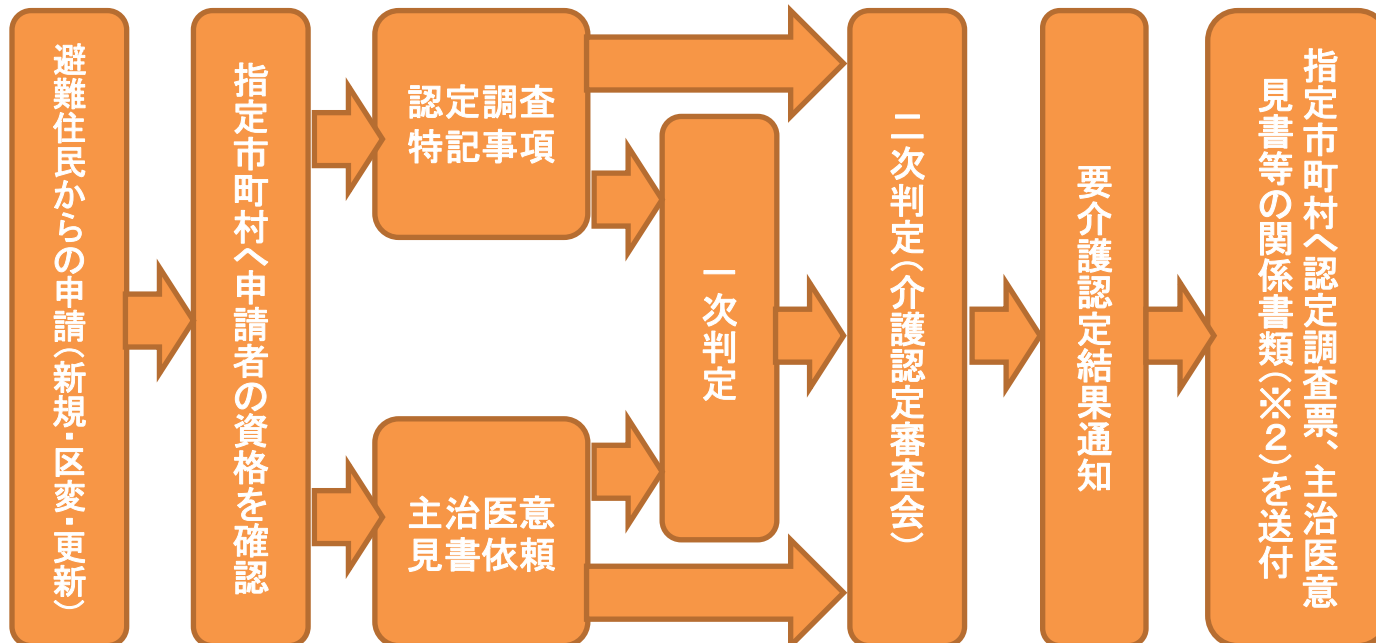 避難住民からの申請（新規・区変・更新）
指定市町村へ申請者の資格を確認
認定調査
特記事項
主治医意
見書依頼
一次判定
二次判定（介護認定審査会）
要介護認定結果通知
指定市町村へ認定調査票、主治医意
見書等の関係書類（※２）を送付